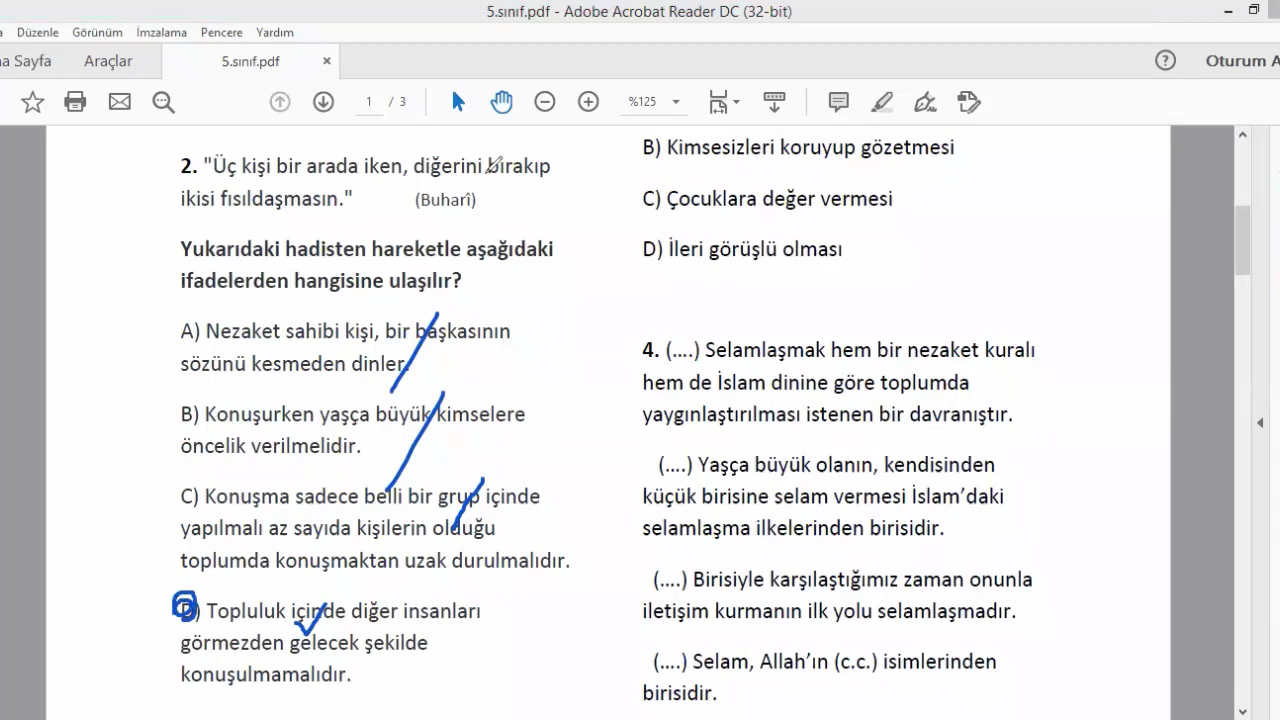 5.sınıf.pdf - Adobe Acrobat Reader DC (32-bit)
Düzenle Görünüm İmzalama Pencere Yardım
Sayfa Araçlar 5.sınıf.pdf × ? Oturum A
1 / 3 %125
2. "Üç kişi bir arada iken, diğerini bırakıp
ikisi fısıldaşmasın." (Buharî)
Yukarıdaki hadisten hareketle aşağıdaki
ifadelerden hangisine ulaşılır?
A) Nezaket sahibi kişi, bir başkasının
sözünü kesmeden dinler.
B) Konuşurken yaşça büyük kimselere
öncelik verilmelidir.
C) Konuşma sadece belli bir grup içinde
yapılmalı az sayıda kişilerin olduğu
toplumda konuşmaktan uzak durulmalıdır.
D) Topluluk içinde diğer insanları
görmezden gelecek şekilde
konuşulmamalıdır.
B) Kimsesizleri koruyup gözetmesi
C) Çocuklara değer vermesi
D) İleri görüşlü olması
4. (....) Selamlaşmak hem bir nezaket kuralı
hem de İslam dinine göre toplumda
yaygınlaştırılması istenen bir davranıştır.
(....) Yaşça büyük olanın, kendisinden
küçük birisine selam vermesi İslam’daki
selamlaşma ilkelerinden birisidir.
(....) Birisiyle karşılaştığımız zaman onunla
iletişim kurmanın ilk yolu selamlaşmadır.
(....) Selam, Allah’ın (c.c.) isimlerinden
birisidir.